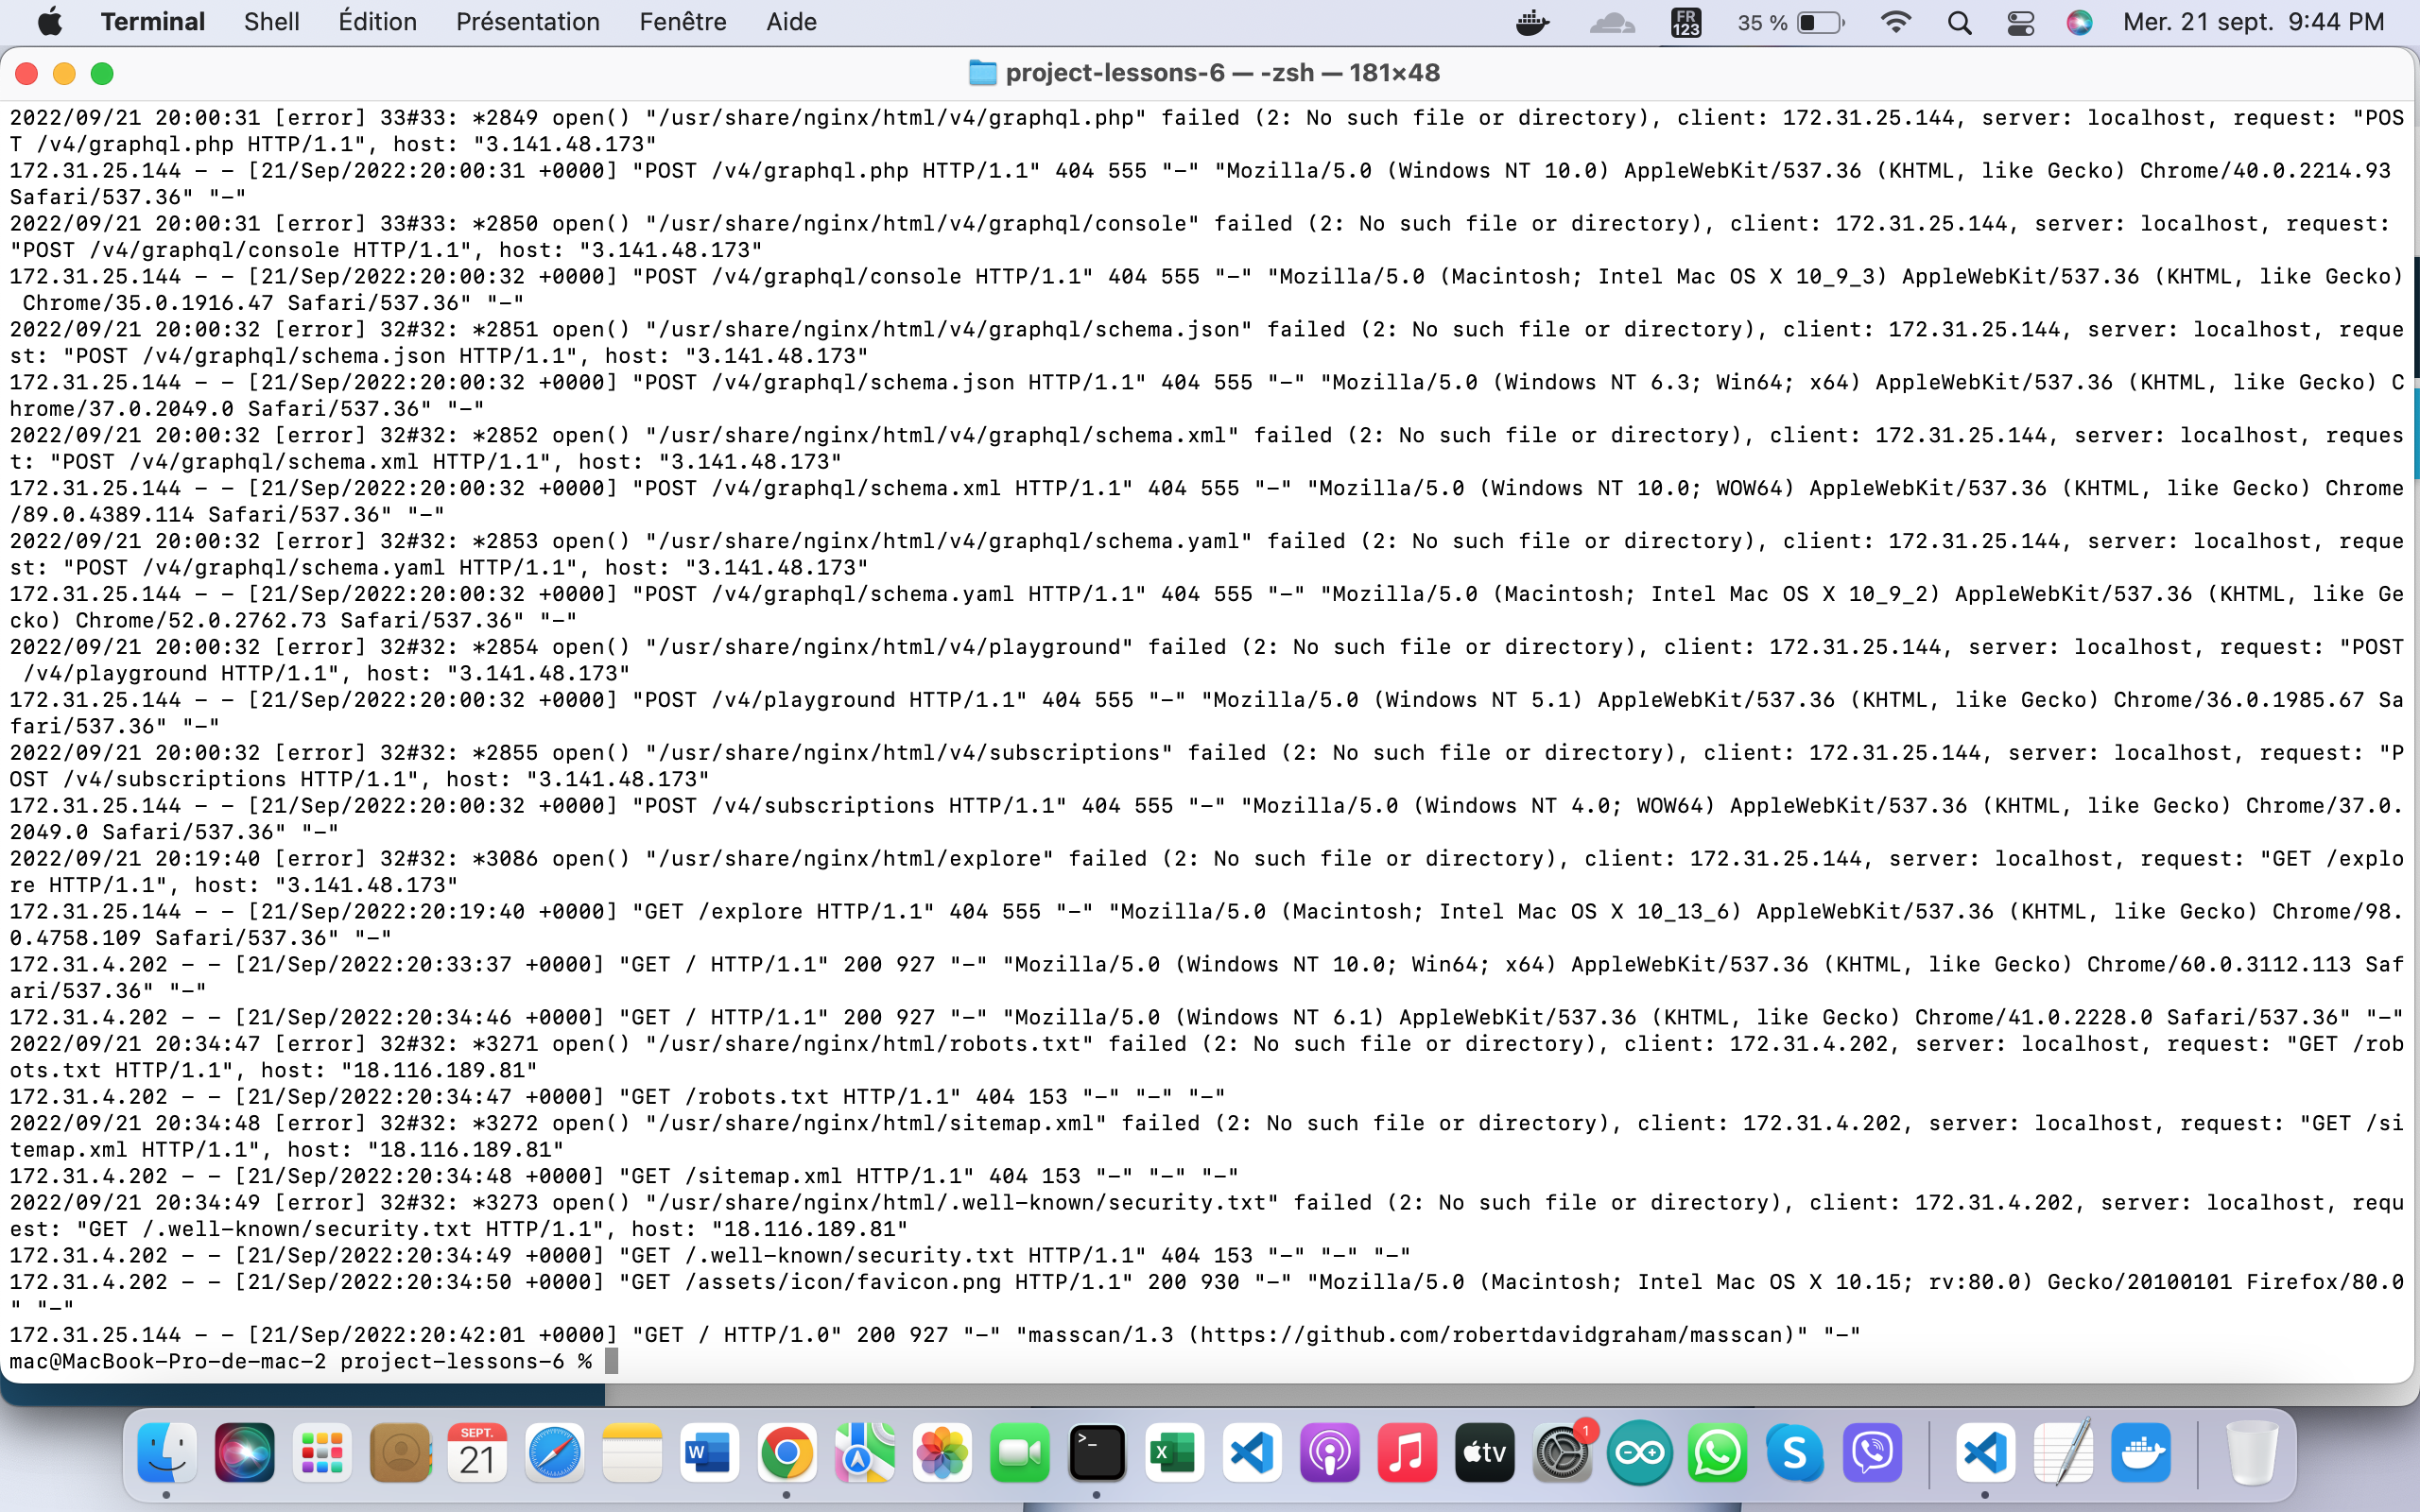 Terminal Shell Édition Présentation Fenêtre Aide FR 123 35 % Mer. 21 sept. 9:44 PM
project-lessons-6 — -zsh — 181×48
2022/09/21 20:00:31 [error] 33#33: *2849 open() "/usr/share/nginx/html/v4/graphql.php" failed (2: No such file or directory), client: 172.31.25.144, server: localhost, request: "POS
T /v4/graphql.php HTTP/1.1", host: "3.141.48.173"
172.31.25.144 - - [21/Sep/2022:20:00:31 +0000] "POST /v4/graphql.php HTTP/1.1" 404 555 "-" "Mozilla/5.0 (Windows NT 10.0) AppleWebKit/537.36 (KHTML, like Gecko) Chrome/40.0.2214.93
Safari/537.36" "-"
2022/09/21 20:00:31 [error] 33#33: *2850 open() "/usr/share/nginx/html/v4/graphql/console" failed (2: No such file or directory), client: 172.31.25.144, server: localhost, request:
"POST /v4/graphql/console HTTP/1.1", host: "3.141.48.173"
172.31.25.144 - - [21/Sep/2022:20:00:32 +0000] "POST /v4/graphql/console HTTP/1.1" 404 555 "-" "Mozilla/5.0 (Macintosh; Intel Mac OS X 10_9_3) AppleWebKit/537.36 (KHTML, like Gecko)
Chrome/35.0.1916.47 Safari/537.36" "-"
2022/09/21 20:00:32 [error] 32#32: *2851 open() "/usr/share/nginx/html/v4/graphql/schema.json" failed (2: No such file or directory), client: 172.31.25.144, server: localhost, reque
st: "POST /v4/graphql/schema.json HTTP/1.1", host: "3.141.48.173"
172.31.25.144 - - [21/Sep/2022:20:00:32 +0000] "POST /v4/graphql/schema.json HTTP/1.1" 404 555 "-" "Mozilla/5.0 (Windows NT 6.3; Win64; x64) AppleWebKit/537.36 (KHTML, like Gecko) C
hrome/37.0.2049.0 Safari/537.36" "-"
2022/09/21 20:00:32 [error] 32#32: *2852 open() "/usr/share/nginx/html/v4/graphql/schema.xml" failed (2: No such file or directory), client: 172.31.25.144, server: localhost, reques
t: "POST /v4/graphql/schema.xml HTTP/1.1", host: "3.141.48.173"
172.31.25.144 - - [21/Sep/2022:20:00:32 +0000] "POST /v4/graphql/schema.xml HTTP/1.1" 404 555 "-" "Mozilla/5.0 (Windows NT 10.0; WOW64) AppleWebKit/537.36 (KHTML, like Gecko) Chrome
/89.0.4389.114 Safari/537.36" "-"
2022/09/21 20:00:32 [error] 32#32: *2853 open() "/usr/share/nginx/html/v4/graphql/schema.yaml" failed (2: No such file or directory), client: 172.31.25.144, server: localhost, reque
st: "POST /v4/graphql/schema.yaml HTTP/1.1", host: "3.141.48.173"
172.31.25.144 - - [21/Sep/2022:20:00:32 +0000] "POST /v4/graphql/schema.yaml HTTP/1.1" 404 555 "-" "Mozilla/5.0 (Macintosh; Intel Mac OS X 10_9_2) AppleWebKit/537.36 (KHTML, like Ge
cko) Chrome/52.0.2762.73 Safari/537.36" "-"
2022/09/21 20:00:32 [error] 32#32: *2854 open() "/usr/share/nginx/html/v4/playground" failed (2: No such file or directory), client: 172.31.25.144, server: localhost, request: "POST
/v4/playground HTTP/1.1", host: "3.141.48.173"
172.31.25.144 - - [21/Sep/2022:20:00:32 +0000] "POST /v4/playground HTTP/1.1" 404 555 "-" "Mozilla/5.0 (Windows NT 5.1) AppleWebKit/537.36 (KHTML, like Gecko) Chrome/36.0.1985.67 Sa
fari/537.36" "-"
2022/09/21 20:00:32 [error] 32#32: *2855 open() "/usr/share/nginx/html/v4/subscriptions" failed (2: No such file or directory), client: 172.31.25.144, server: localhost, request: "P
OST /v4/subscriptions HTTP/1.1", host: "3.141.48.173"
172.31.25.144 - - [21/Sep/2022:20:00:32 +0000] "POST /v4/subscriptions HTTP/1.1" 404 555 "-" "Mozilla/5.0 (Windows NT 4.0; WOW64) AppleWebKit/537.36 (KHTML, like Gecko) Chrome/37.0.
2049.0 Safari/537.36" "-"
2022/09/21 20:19:40 [error] 32#32: *3086 open() "/usr/share/nginx/html/explore" failed (2: No such file or directory), client: 172.31.25.144, server: localhost, request: "GET /explo
re HTTP/1.1", host: "3.141.48.173"
172.31.25.144 - - [21/Sep/2022:20:19:40 +0000] "GET /explore HTTP/1.1" 404 555 "-" "Mozilla/5.0 (Macintosh; Intel Mac OS X 10_13_6) AppleWebKit/537.36 (KHTML, like Gecko) Chrome/98.
0.4758.109 Safari/537.36" "-"
172.31.4.202 - - [21/Sep/2022:20:33:37 +0000] "GET / HTTP/1.1" 200 927 "-" "Mozilla/5.0 (Windows NT 10.0; Win64; x64) AppleWebKit/537.36 (KHTML, like Gecko) Chrome/60.0.3112.113 Saf
ari/537.36" "-"
172.31.4.202 - - [21/Sep/2022:20:34:46 +0000] "GET / HTTP/1.1" 200 927 "-" "Mozilla/5.0 (Windows NT 6.1) AppleWebKit/537.36 (KHTML, like Gecko) Chrome/41.0.2228.0 Safari/537.36" "-"
2022/09/21 20:34:47 [error] 32#32: *3271 open() "/usr/share/nginx/html/robots.txt" failed (2: No such file or directory), client: 172.31.4.202, server: localhost, request: "GET /rob
ots.txt HTTP/1.1", host: "18.116.189.81"
172.31.4.202 - - [21/Sep/2022:20:34:47 +0000] "GET /robots.txt HTTP/1.1" 404 153 "-" "-" "-"
2022/09/21 20:34:48 [error] 32#32: *3272 open() "/usr/share/nginx/html/sitemap.xml" failed (2: No such file or directory), client: 172.31.4.202, server: localhost, request: "GET /si
temap.xml HTTP/1.1", host: "18.116.189.81"
172.31.4.202 - - [21/Sep/2022:20:34:48 +0000] "GET /sitemap.xml HTTP/1.1" 404 153 "-" "-" "-"
2022/09/21 20:34:49 [error] 32#32: *3273 open() "/usr/share/nginx/html/.well-known/security.txt" failed (2: No such file or directory), client: 172.31.4.202, server: localhost, requ
est: "GET /.well-known/security.txt HTTP/1.1", host: "18.116.189.81"
172.31.4.202 - - [21/Sep/2022:20:34:49 +0000] "GET /.well-known/security.txt HTTP/1.1" 404 153 "-" "-" "-"
172.31.4.202 - - [21/Sep/2022:20:34:50 +0000] "GET /assets/icon/favicon.png HTTP/1.1" 200 930 "-" "Mozilla/5.0 (Macintosh; Intel Mac OS X 10.15; rv:80.0) Gecko/20100101 Firefox/80.0
" "-"
172.31.25.144 - - [21/Sep/2022:20:42:01 +0000] "GET / HTTP/1.0" 200 927 "-" "masscan/1.3 (https://github.com/robertdavidgraham/masscan)" "-"
mac@MacBook-Pro-de-mac-2 project-lessons-6 %
SEPT.
21
W
>_
X
tv
1
S